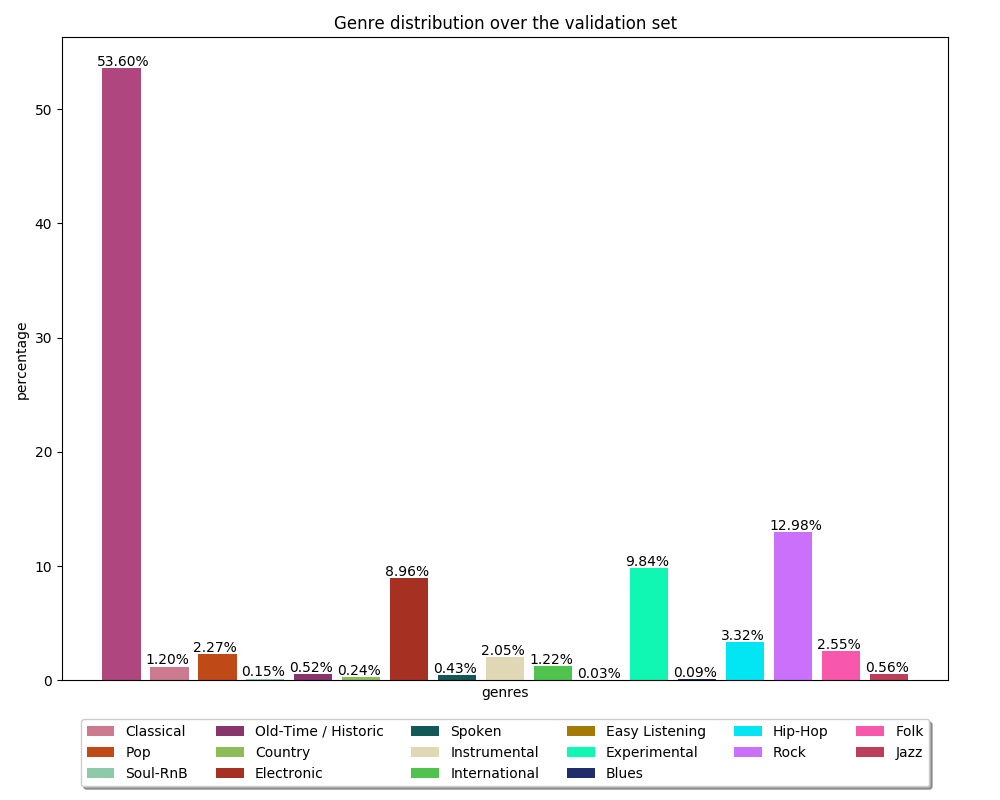 Genre distribution over the validation set
percentage
50
40
30
20
10
0
53.60%
1.20%
2.27%
0.15%
0.52%
0.24%
8.96%
0.43%
2.05%
1.22%
0.03%
9.84%
0.09%
3.32%
12.98%
2.55%
0.56%
genres
Classical
Pop
Soul-RnB
Old-Time / Historic
Country
Electronic
Spoken
Instrumental
International
Easy Listening
Experimental
Blues
Hip-Hop
Rock
Folk
Jazz